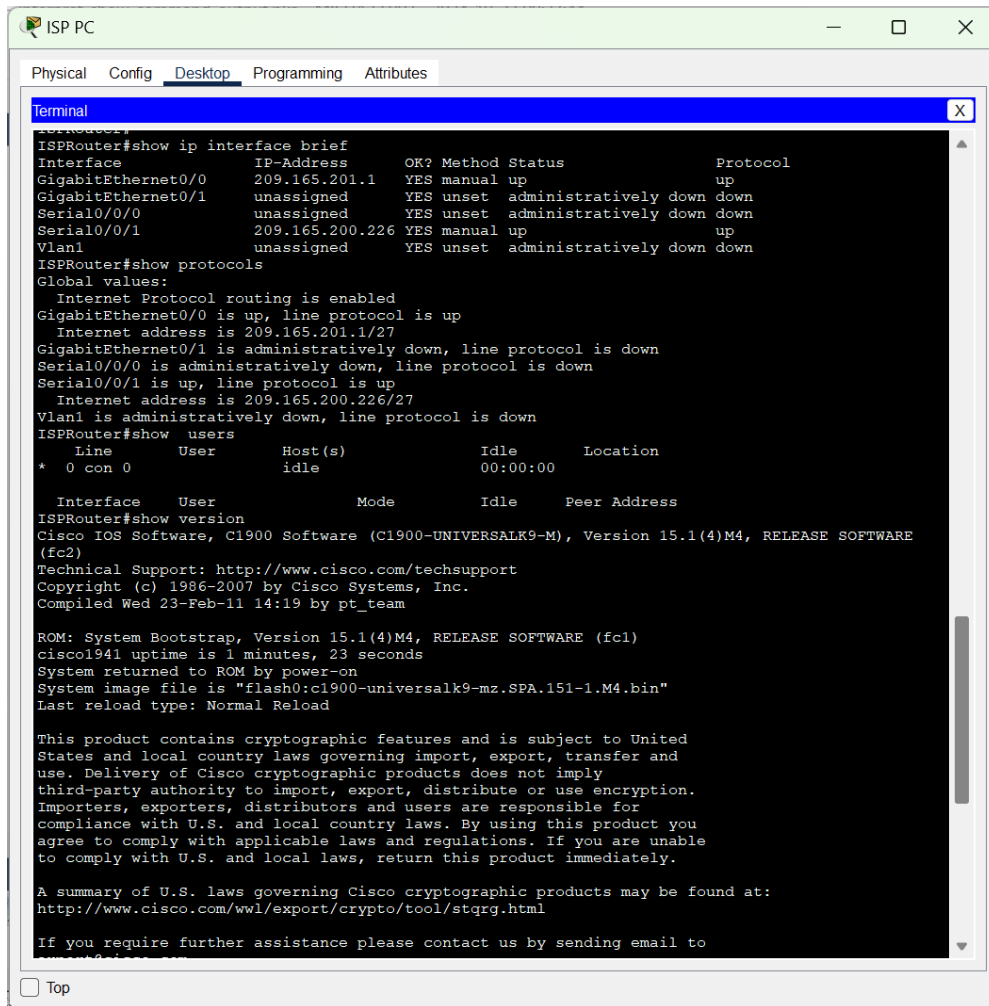 ISP PC
Physical Config Desktop Programming Attributes
Terminal X
ISPRouter#
ISPRouter#show ip interface brief
Interface IP-Address OK? Method Status Protocol
GigabitEthernet0/0 209.165.201.1 YES manual up up
GigabitEthernet0/1 unassigned YES unset administratively down down
Serial0/0/0 unassigned YES unset administratively down down
Serial0/0/1 209.165.200.226 YES manual up up
Vlan1 unassigned YES unset administratively down down
ISPRouter#show protocols
Global values:
Internet Protocol routing is enabled
GigabitEthernet0/0 is up, line protocol is up
Internet address is 209.165.201.1/27
GigabitEthernet0/1 is administratively down, line protocol is down
Serial0/0/0 is administratively down, line protocol is down
Serial0/0/1 is up, line protocol is up
Internet address is 209.165.200.226/27
Vlan1 is administratively down, line protocol is down
ISPRouter#show  users
Line User Host(s) Idle Location
* 0 con 0 idle 00:00:00
Interface User Mode Idle Peer Address
ISPRouter#show version
Cisco IOS Software, C1900 Software (C1900-UNIVERSALK9-M), Version 15.1(4)M4, RELEASE SOFTWARE
(fc2)
Technical Support: http://www.cisco.com/techsupport
Copyright (c) 1986-2007 by Cisco Systems, Inc.
Compiled Wed 23-Feb-11 14:19 by pt_team
ROM: System Bootstrap, Version 15.1(4)M4, RELEASE SOFTWARE (fc1)
cisco1941 uptime is 1 minutes, 23 seconds
System returned to ROM by power-on
System image file is "flash0:c1900-universalk9-mz.SPA.151-1.M4.bin"
Last reload type: Normal Reload
This product contains cryptographic features and is subject to United
States and local country laws governing import, export, transfer and
use. Delivery of Cisco cryptographic products does not imply
third-party authority to import, export, distribute or use encryption.
Importers, exporters, distributors and users are responsible for
compliance with U.S. and local country laws. By using this product you
agree to comply with applicable laws and regulations. If you are unable
to comply with U.S. and local laws, return this product immediately.
A summary of U.S. laws governing Cisco cryptographic products may be found at:
http://www.cisco.com/wwl/export/crypto/tool/stqrg.html
If you require further assistance please contact us by sending email to
Top